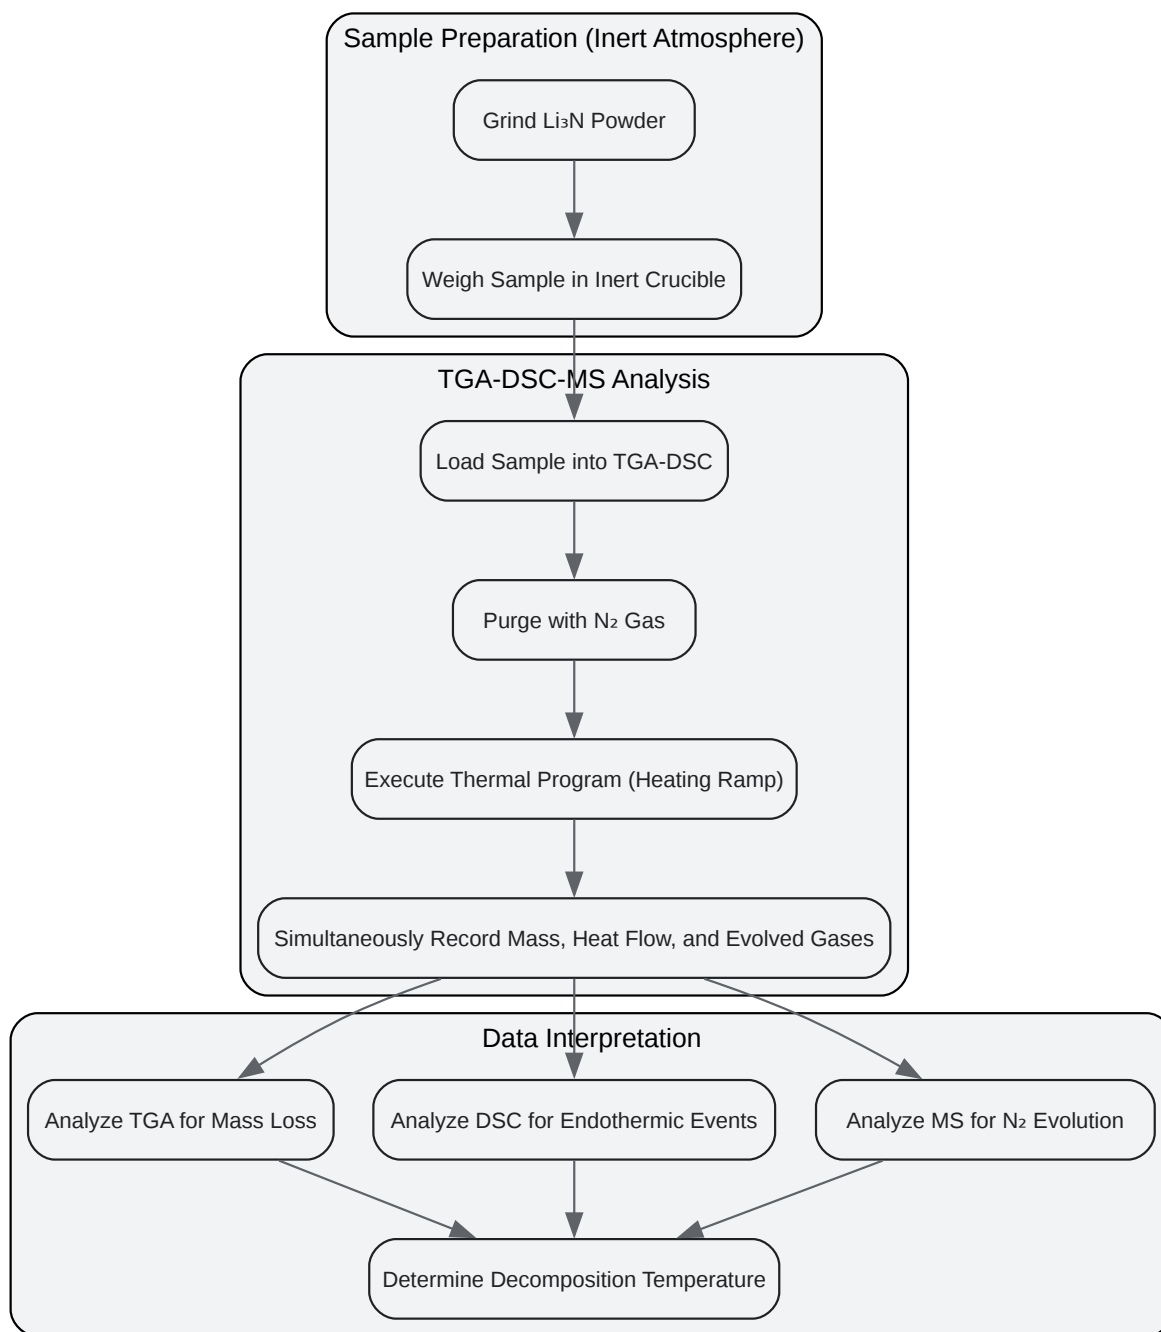 Sample Preparation (Inert Atmosphere)
Grind Li₃N Powder
Weigh Sample in Inert Crucible
TGA-DSC-MS Analysis
Load Sample into TGA-DSC
Purge with N₂ Gas
Execute Thermal Program (Heating Ramp)
Simultaneously Record Mass, Heat Flow, and Evolved Gases
Data Interpretation
Analyze TGA for Mass Loss
Analyze DSC for Endothermic Events
Analyze MS for N₂ Evolution
Determine Decomposition Temperature